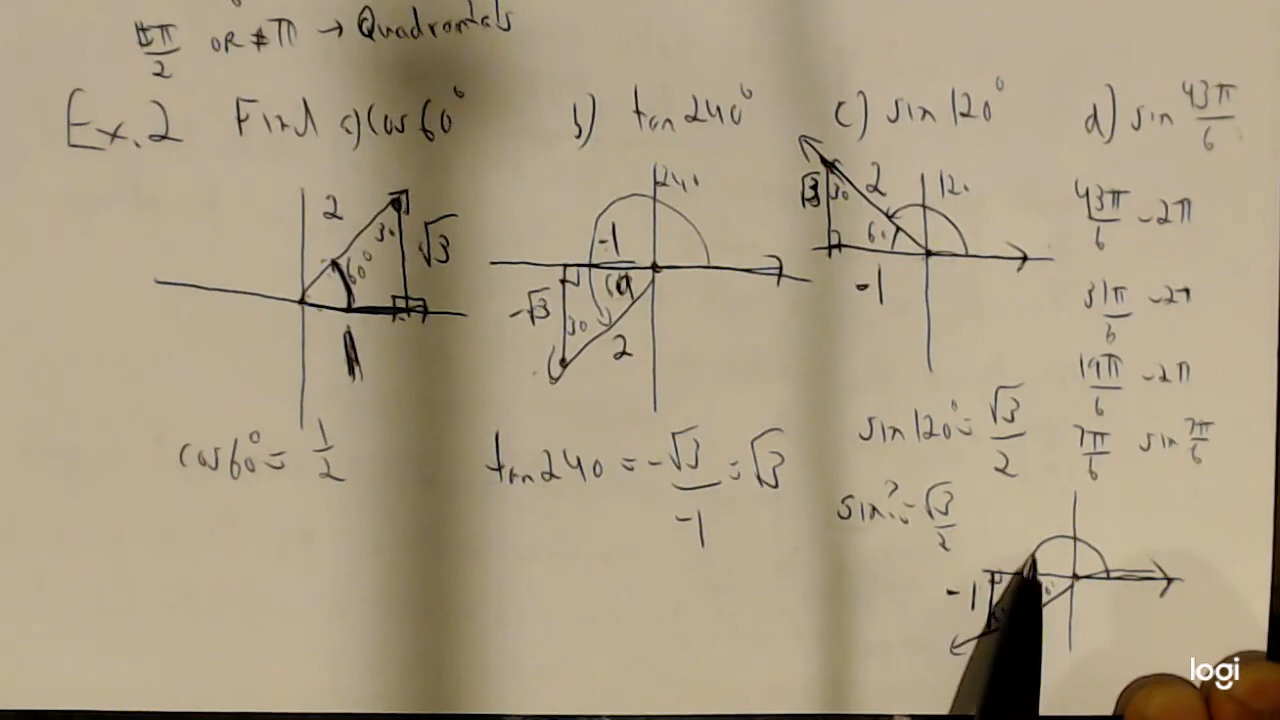 π/2 OR #π → Quadrantals
Ex.2 Find a) cos 60°
2
30
√3
60°
1
cos 60° = 1/2
b) tan 240°
240
-1
-√3
60
30
2
tan 240 = -√3/-1 = √3
c) sin 120°
√3
30
2
120
60
-1
sin 120° = √3/2
sin ? = √3/2
d) sin 43π/6
43π/6 - 2π
31π/6 - 2π
19π/6 - 2π
7π/6 sin 7π/6
-1
logi